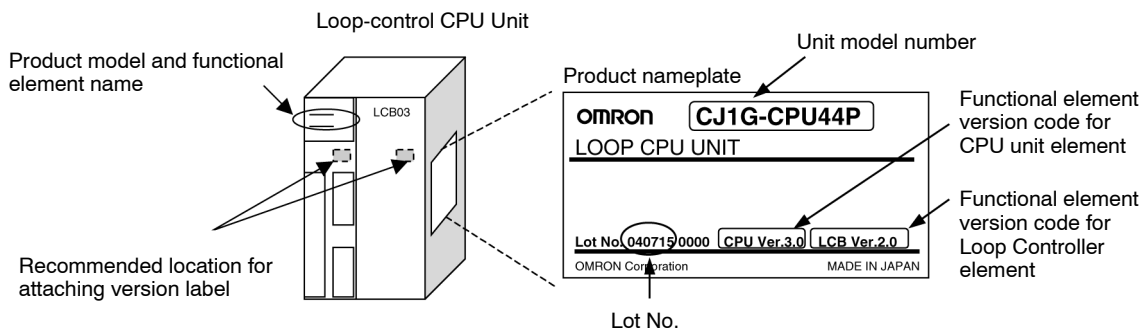 Loop-control CPU Unit
Product model and functional
element name
LCB03
Recommended location for
attaching version label
Unit model number
Product nameplate
OMRON
CJ1G-CPU44P
LOOP CPU UNIT
Lot No. 040715 0000 CPU Ver.3.0 LCB Ver.2.0
OMRON Corporation MADE IN JAPAN
Functional element
version code for
CPU unit element
Functional element
version code for
Loop Controller
element
Lot No.